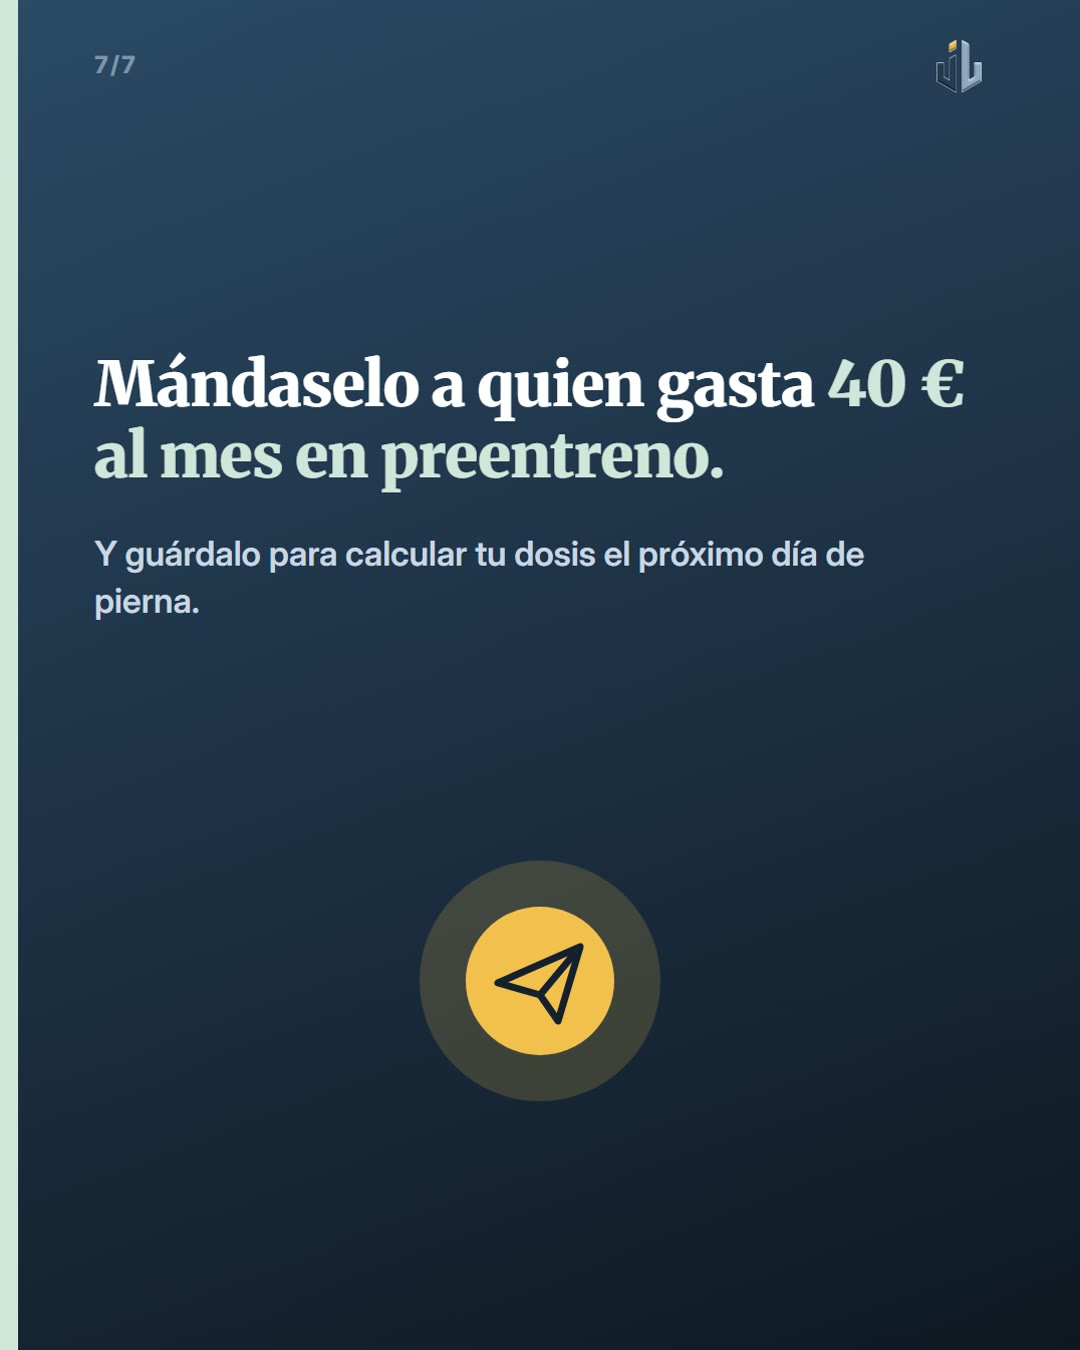 7/7
Mándaselo a quien gasta 40 €
al mes en preentreno.
Y guárdalo para calcular tu dosis el próximo día de
pierna.